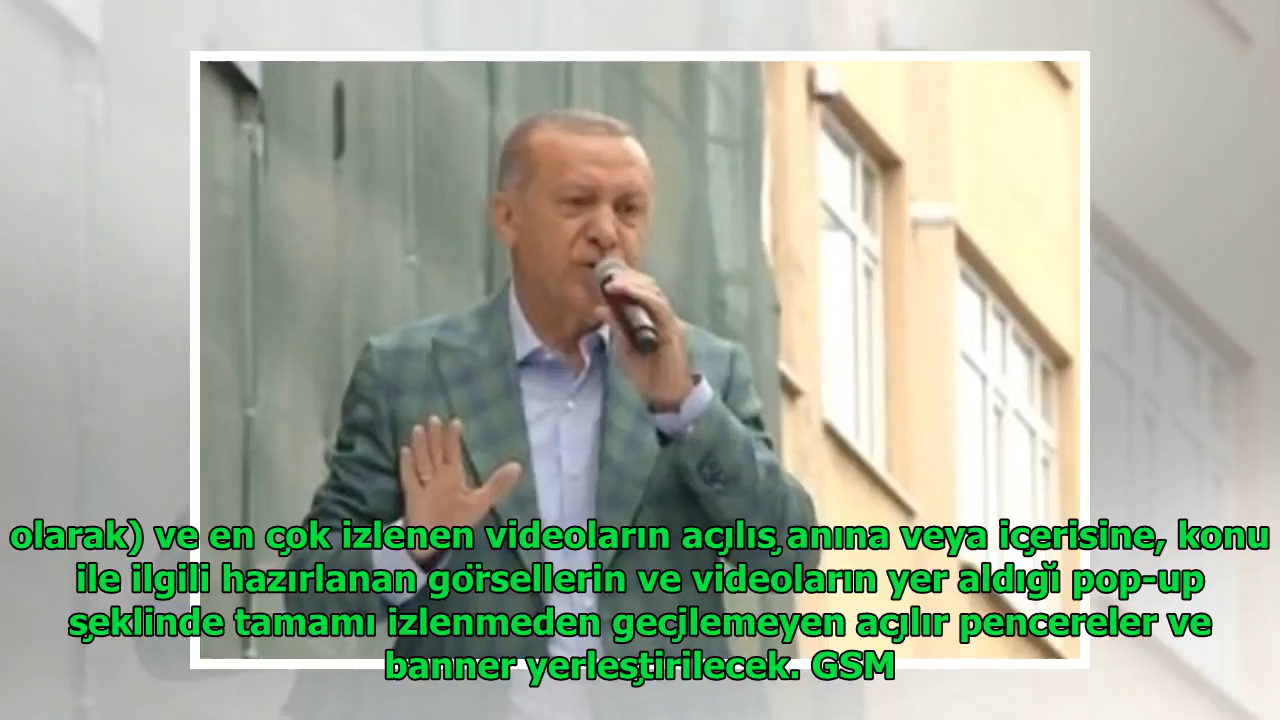 olarak) ve en çok izlenen videoların açılış anına veya içerisine, konu
ile ilgili hazırlanan görsellerin ve videoların yer aldığı pop-up
şeklinde tamamı izlenmeden geçilemeyen açılır pencereler ve
banner yerleştirilecek. GSM